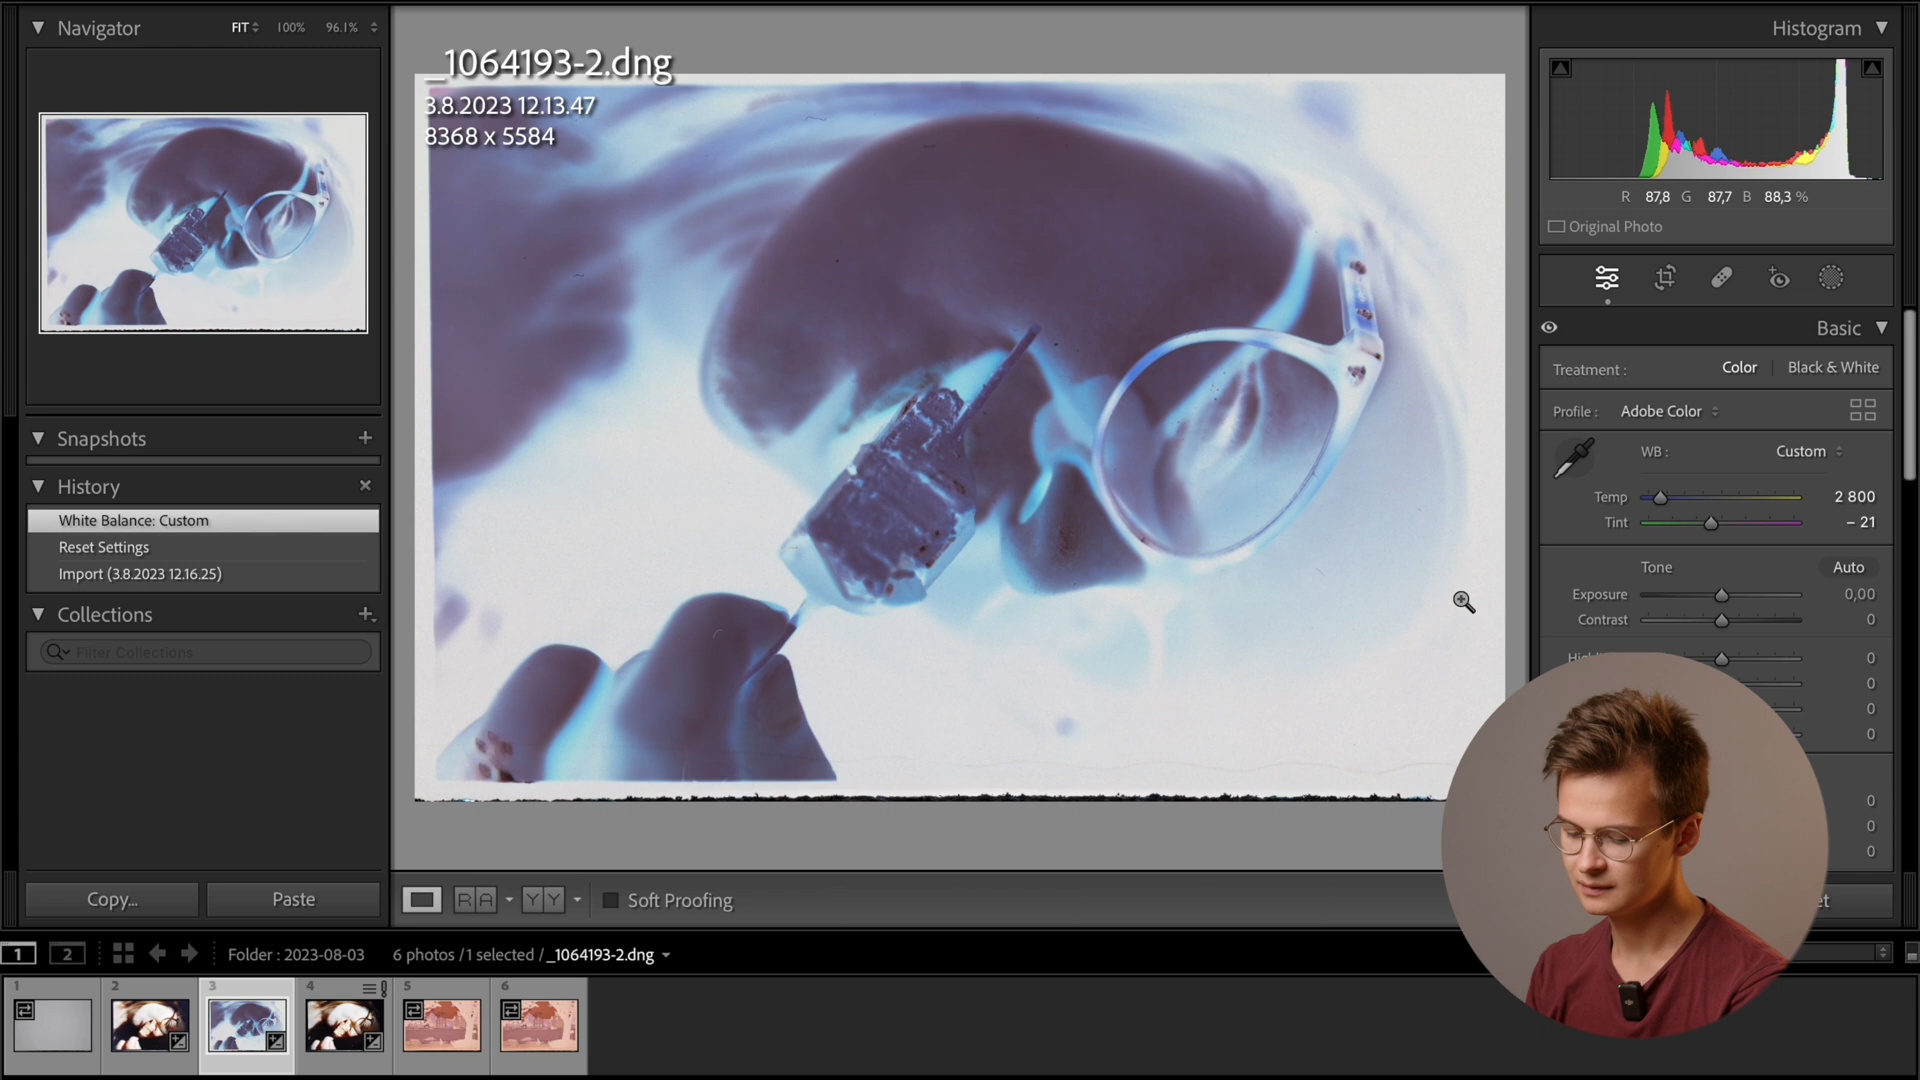 Navigator
FIT 100% 96.1%
Snapshots
History
White Balance: Custom
Reset Settings
Import (3.8.2023 12.16.25)
Collections
Filter Collections
Copy... Paste
_1064193-2.dng
3.8.2023 12.13.47
8368 x 5584
Histogram
R 87,8 G 87,7 B 88,3 %
Original Photo
Basic
Treatment : Color Black & White
Profile : Adobe Color
WB : Custom
Temp 2 800
Tint – 21
Tone Auto
Exposure 0,00
Contrast 0
0
0
0
0
0
0
0
R A Y Y Soft Proofing
1 2 Folder : 2023-08-03 6 photos /1 selected / _1064193-2.dng
1 2 3 4 5 6